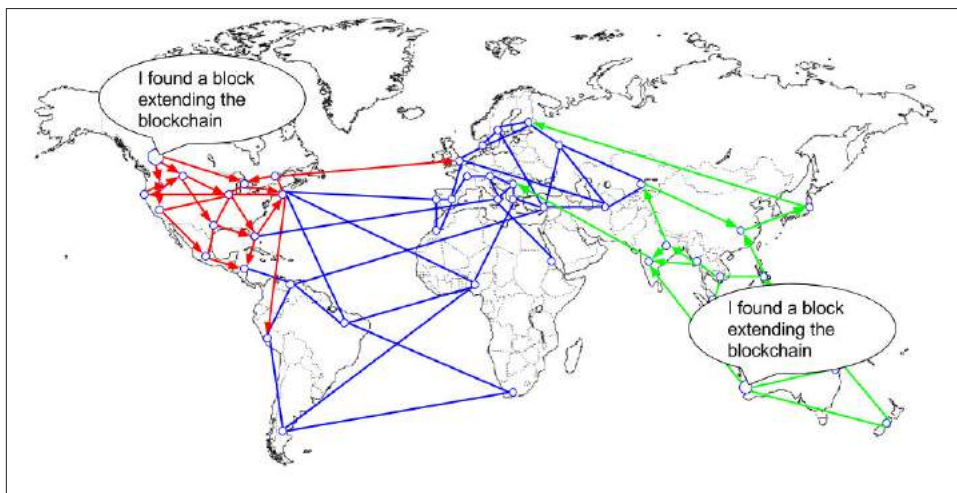 I found a block
extending the
blockchain
I found a block
extending the
blockchain